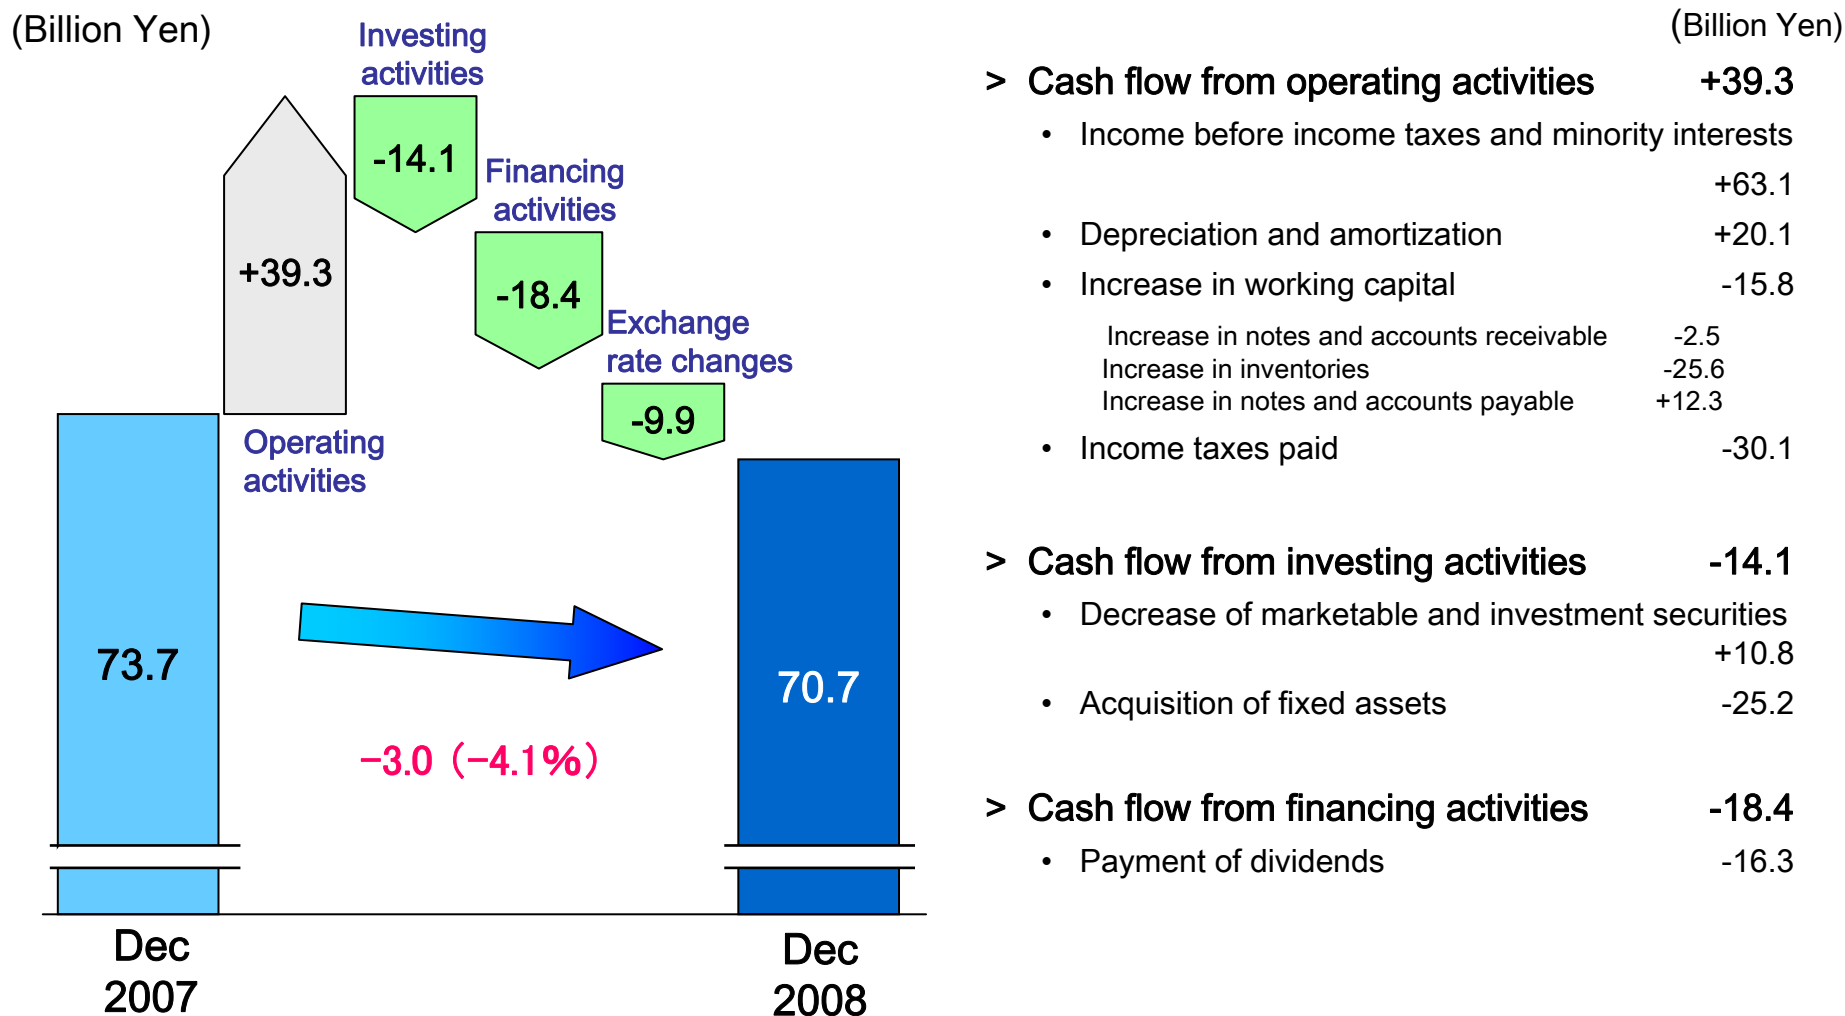 (Billion Yen)
Investing
activities
-14.1
Financing
activities
+39.3
-18.4
Exchange
rate changes
-9.9
Operating
activities
73.7
70.7
−3.0 (−4.1%)
Dec
2007
Dec
2008
(Billion Yen)
> Cash flow from operating activities +39.3
• Income before income taxes and minority interests
+63.1
• Depreciation and amortization +20.1
• Increase in working capital -15.8
Increase in notes and accounts receivable -2.5
Increase in inventories -25.6
Increase in notes and accounts payable +12.3
• Income taxes paid -30.1
> Cash flow from investing activities -14.1
• Decrease of marketable and investment securities
+10.8
• Acquisition of fixed assets -25.2
> Cash flow from financing activities -18.4
• Payment of dividends -16.3